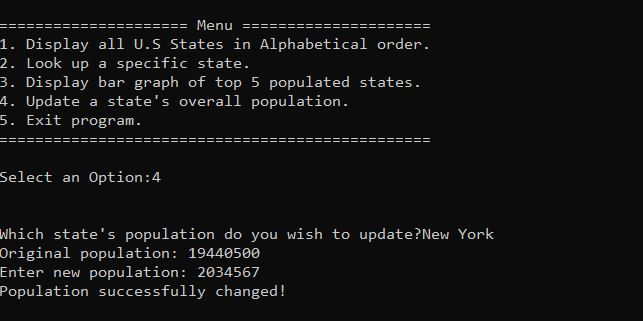 ===================== Menu =====================
1. Display all U.S States in Alphabetical order.
2. Look up a specific state.
3. Display bar graph of top 5 populated states.
4. Update a state's overall population.
5. Exit program.
================================================
Select an Option:4
Which state's population do you wish to update?New York
Original population: 19440500
Enter new population: 2034567
Population successfully changed!